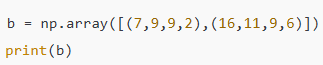 b = np.array([(7,9,9,2),(16,11,9,6)])
print(b)